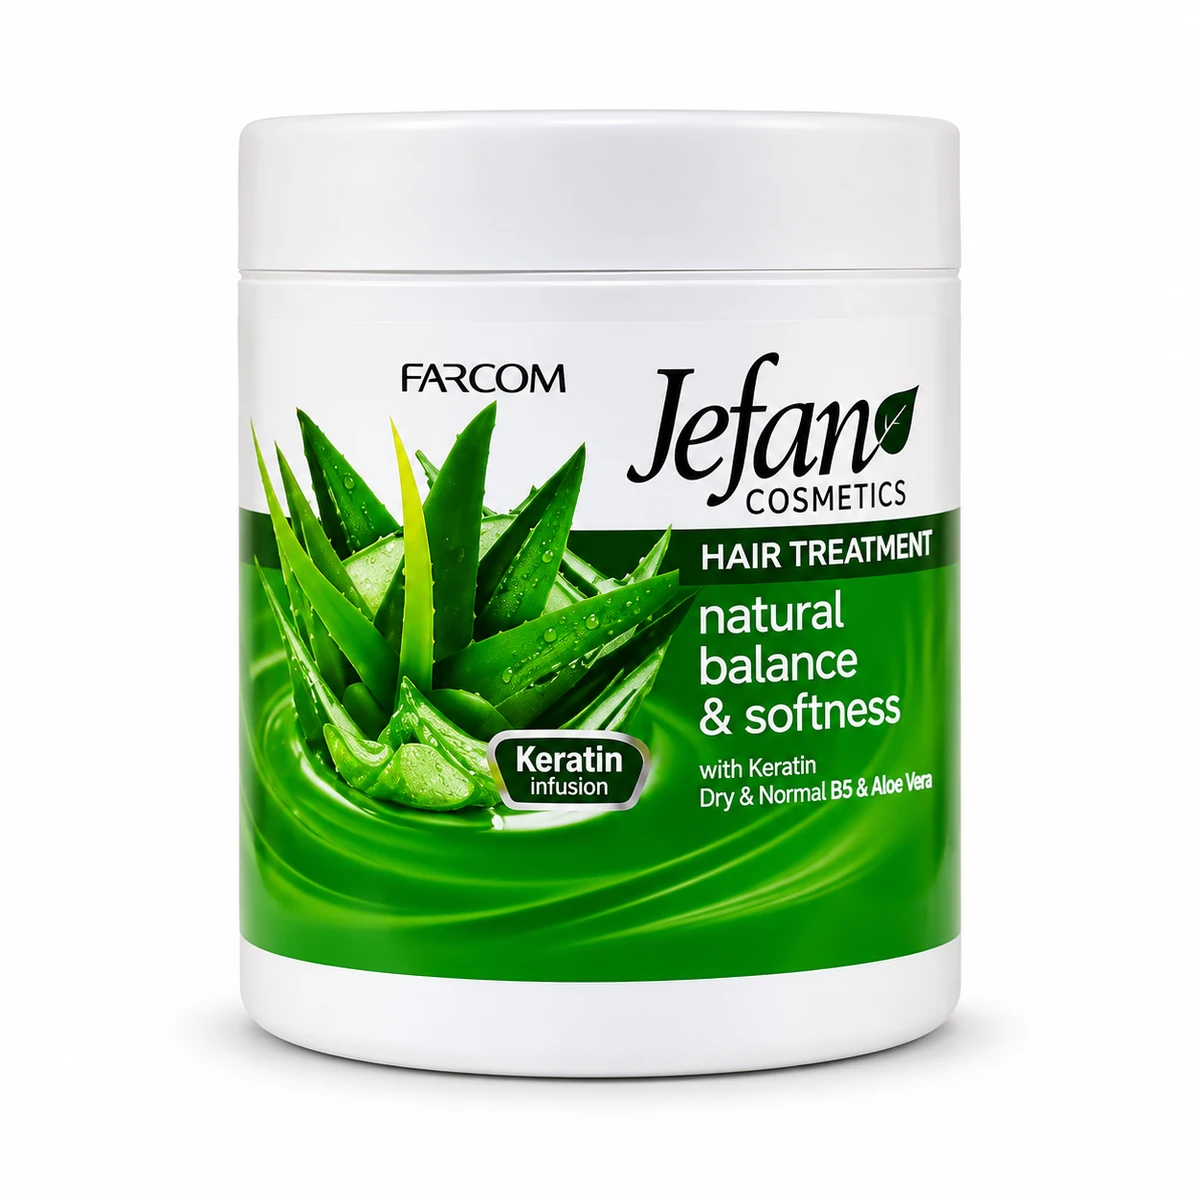 FARCOM
Jefan
COSMETICS
HAIR TREATMENT
natural
balance
& softness
Keratin
infusion
with Keratin
Dry & Normal B5 & Aloe Vera